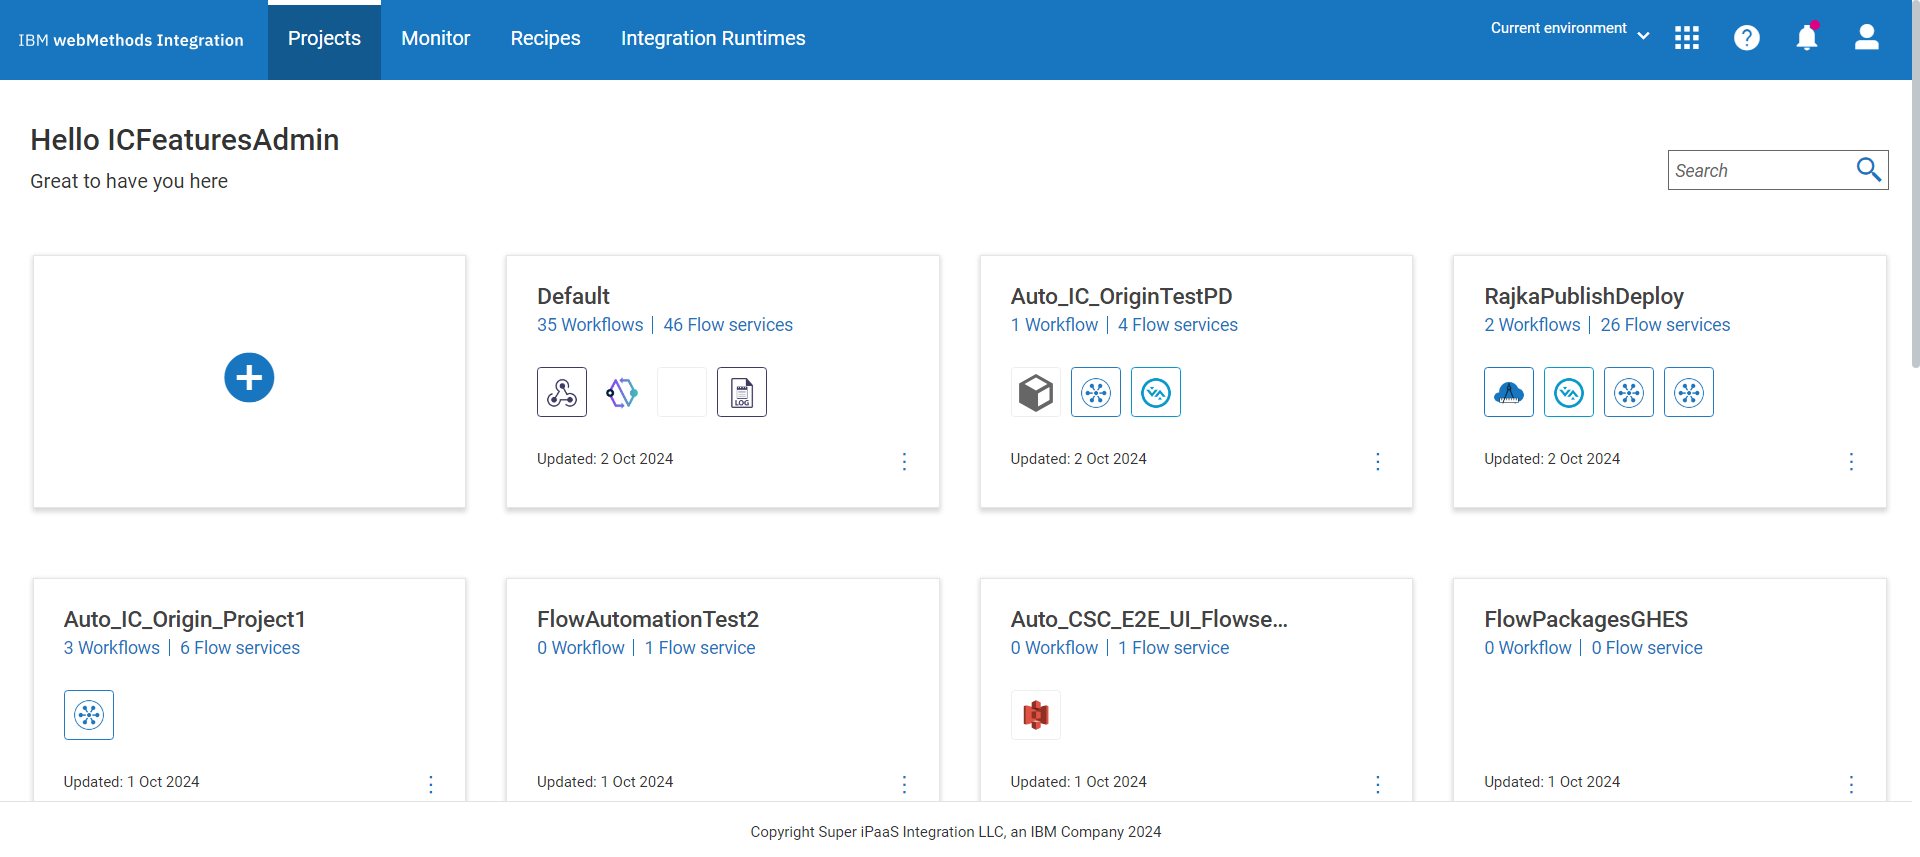 IBM webMethods Integration
Projects
Monitor
Recipes
Integration Runtimes
Current environment
Hello ICFeaturesAdmin
Great to have you here
Search
Default
35 Workflows | 46 Flow services
LOG
Updated: 2 Oct 2024
Auto_IC_OriginTestPD
1 Workflow | 4 Flow services
Updated: 2 Oct 2024
RajkaPublishDeploy
2 Workflows | 26 Flow services
Updated: 2 Oct 2024
Auto_IC_Origin_Project1
3 Workflows | 6 Flow services
Updated: 1 Oct 2024
FlowAutomationTest2
0 Workflow | 1 Flow service
Updated: 1 Oct 2024
Auto_CSC_E2E_UI_Flowse...
0 Workflow | 1 Flow service
Updated: 1 Oct 2024
FlowPackagesGHES
0 Workflow | 0 Flow service
Updated: 1 Oct 2024
Copyright Super iPaaS Integration LLC, an IBM Company 2024